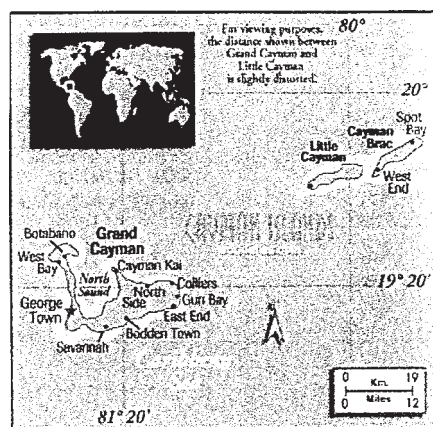 For viewing purposes,
the distance shown between
Grand Cayman and
Little Cayman
is slightly distorted.
80°
20°
Spot
Bay
Cayman
Brac
Little
Cayman
West
End
Botabano
Grand
Cayman
West
Bay
Cayman Kai
North
Sound
North
Side
Colliers
19° 20'
Gun Bay
George
Town
East End
Bodden Town
Savannah
0 Km. 19
0 Miles 12
81° 20'